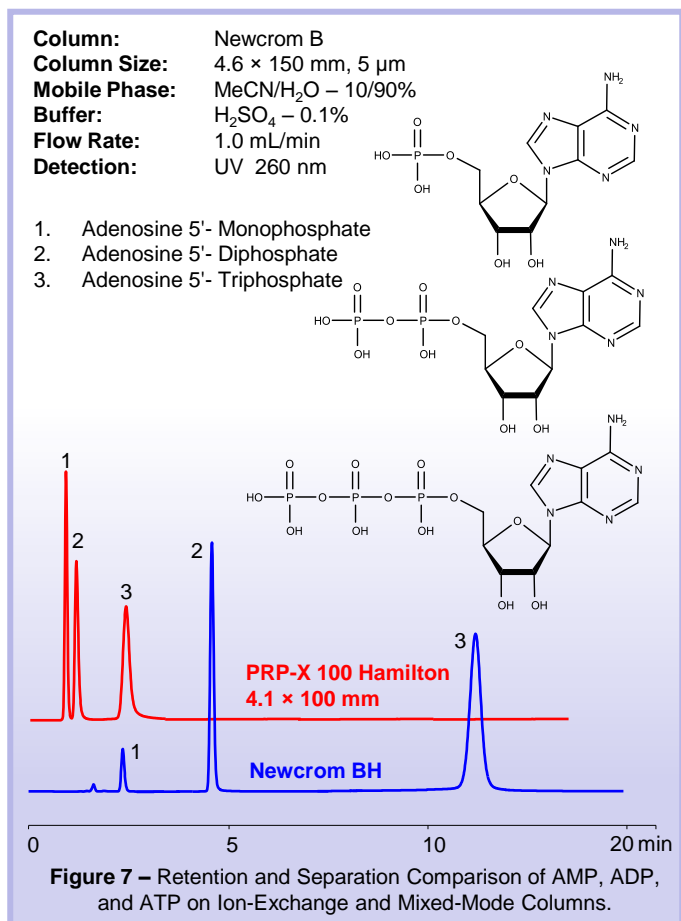 Column: Newcrom B
Column Size: 4.6 × 150 mm, 5 μm
Mobile Phase: MeCN/H₂O – 10/90%
Buffer: H₂SO₄ – 0.1%
Flow Rate: 1.0 mL/min
Detection: UV 260 nm
1. Adenosine 5'- Monophosphate
2. Adenosine 5'- Diphosphate
3. Adenosine 5'- Triphosphate
NH₂
O
N
N
HO
P
O
O
N
N
OH
OH
OH
NH₂
O
O
N
N
HO
P
O
P
O
O
N
N
OH
OH
OH
OH
NH₂
O
O
O
N
N
HO
P
O
P
O
P
O
O
N
N
OH
OH
OH
OH
OH
1
2
3
2
3
PRP-X 100 Hamilton
4.1 × 100 mm
1
Newcrom BH
0
5
10
20 min
Figure 7 – Retention and Separation Comparison of AMP, ADP,
and ATP on Ion-Exchange and Mixed-Mode Columns.